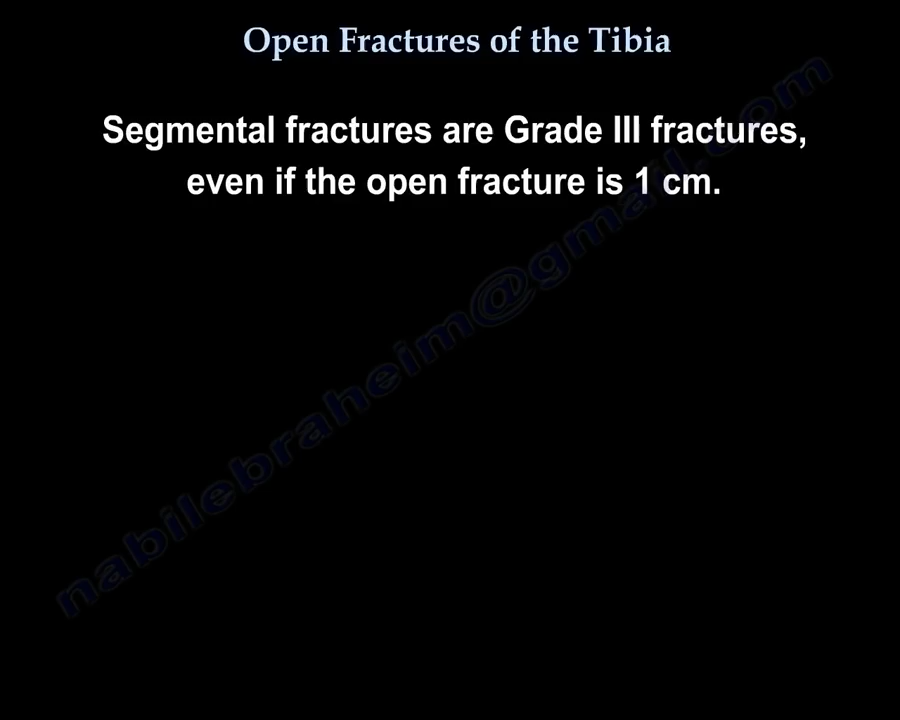 Open Fractures of the Tibia
Segmental fractures are Grade III fractures,
even if the open fracture is 1 cm.
nabilebraheim@gmail.com